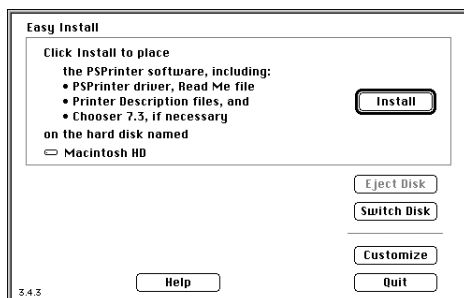 Easy Install
Click Install to place
the PSPrinter software, including:
• PSPrinter driver, Read Me file
• Printer Description files, and
• Chooser 7.3, if necessary
Install
on the hard disk named
Macintosh HD
Eject Disk
Switch Disk
Customize
Help
Quit
3.4.3